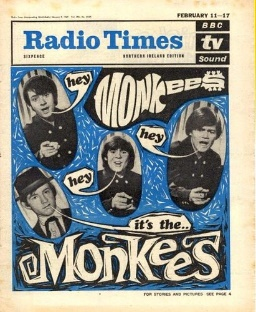 FEBRUARY 11—17
Radio Times
BBC
tv
Sound
SIXPENCE
NORTHERN IRELAND EDITION
hey
MONKEES
hey
hey
it's the..
MonkeeS
FOR STORIES AND PICTURES SEE PAGE 4